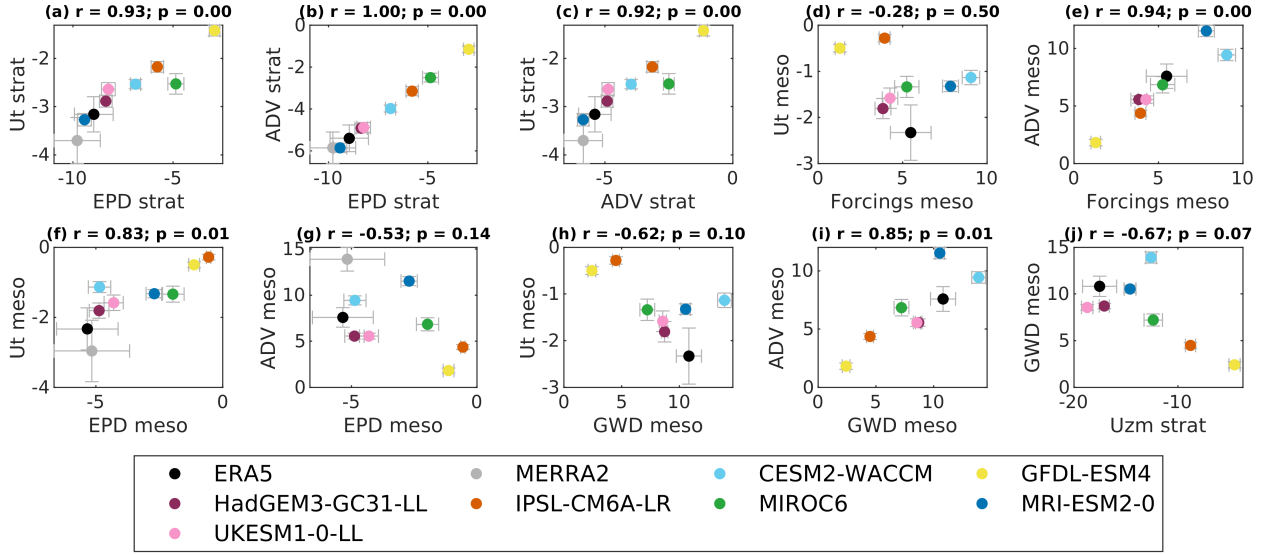 (a) r = 0.93; p = 0.00
(b) r = 1.00; p = 0.00
(c) r = 0.92; p = 0.00
(d) r = -0.28; p = 0.50
(e) r = 0.94; p = 0.00
Ut strat
-2
-3
-4
-10
-5
EPD strat
ADV strat
-2
-4
-6
-10
-5
EPD strat
Ut strat
-2
-3
-4
-6
-4
-2
0
ADV strat
Ut meso
0
-1
-2
-3
0
5
10
Forcings meso
ADV meso
10
5
0
0
5
10
Forcings meso
(f) r = 0.83; p = 0.01
(g) r = -0.53; p = 0.14
(h) r = -0.62; p = 0.10
(i) r = 0.85; p = 0.01
(j) r = -0.67; p = 0.07
Ut meso
0
-2
-4
-5
0
EPD meso
ADV meso
15
10
5
0
-5
0
EPD meso
Ut meso
0
-1
-2
-3
0
10
GWD meso
ADV meso
10
5
0
0
10
GWD meso
GWD meso
15
10
5
0
-20
-10
Uzm strat
ERA5
MERRA2
CESM2-WACCM
GFDL-ESM4
HadGEM3-GC31-LL
IPSL-CM6A-LR
MIROC6
MRI-ESM2-0
UKESM1-0-LL